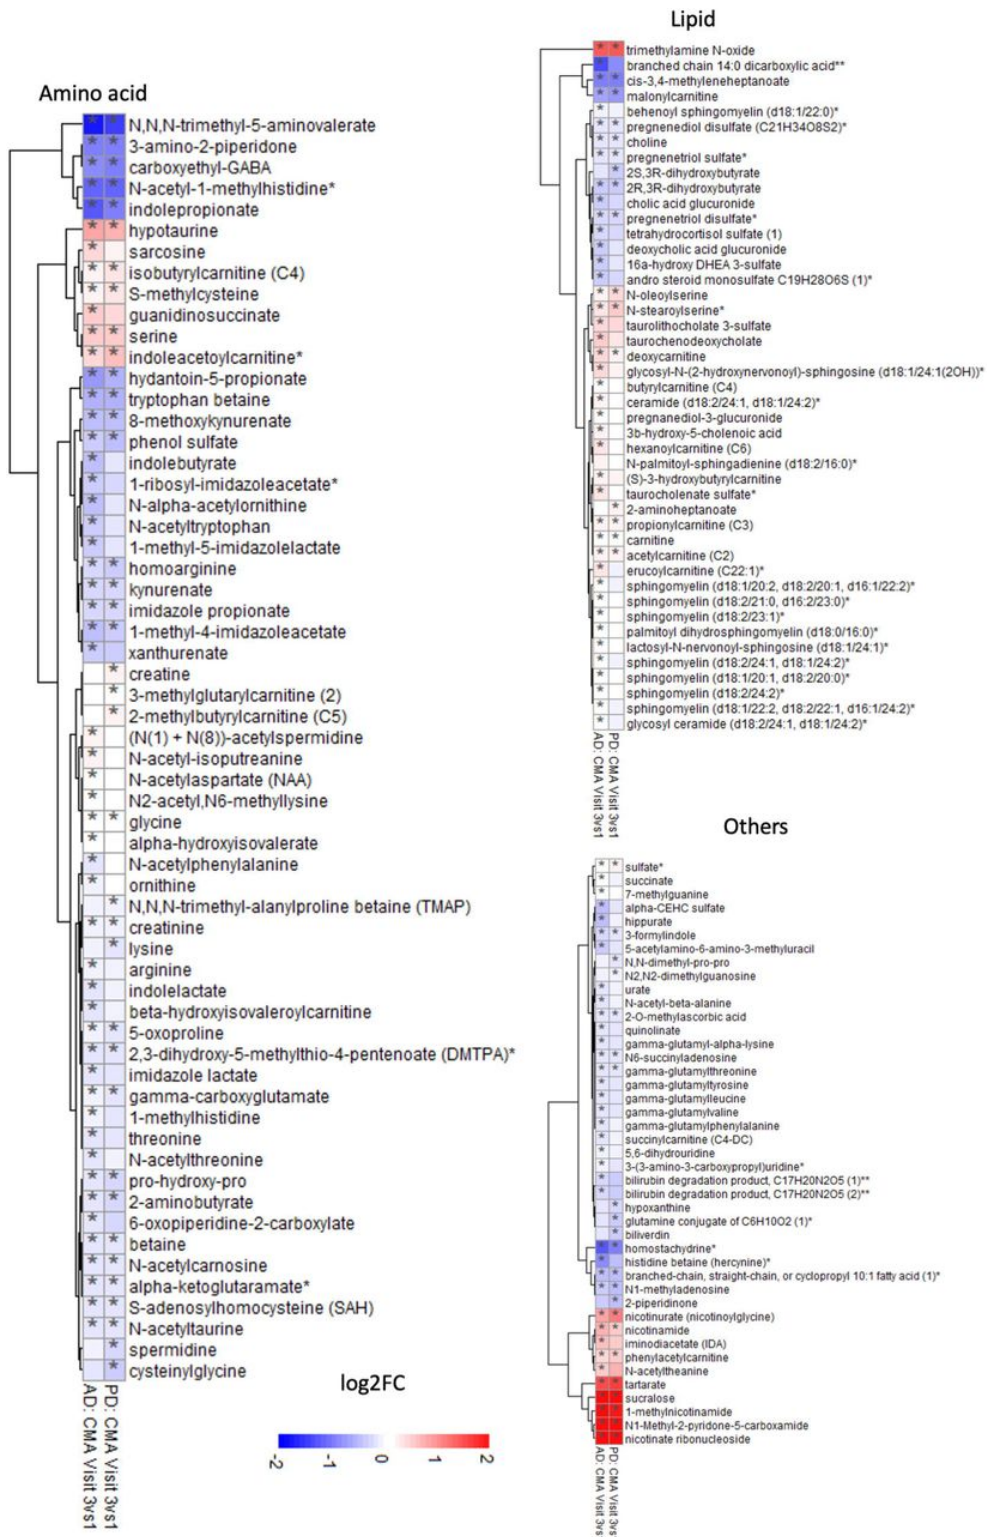 Amino acid
N,N,N-trimethyl-5-aminovalerate
3-amino-2-piperidone
carboxyethyl-GABA
N-acetyl-1-methylhistidine*
indolepropionate
hypotaurine
sarcosine
isobutyrylcarnitine (C4)
S-methylcysteine
guanidinosuccinate
serine
indoleacetoylcarnitine*
hydantoin-5-propionate
tryptophan betaine
8-methoxykynurenate
phenol sulfate
indolebutyrate
1-ribosyl-imidazoleacetate*
N-alpha-acetylornithine
N-acetyltryptophan
1-methyl-5-imidazolelactate
homoarginine
kynurenate
imidazole propionate
1-methyl-4-imidazoleacetate
xanthurenate
creatine
3-methylglutarylcarnitine (2)
2-methylbutyrylcarnitine (C5)
(N(1) + N(8))-acetylspermidine
N-acetyl-isoputreanine
N-acetylaspartate (NAA)
N2-acetyl,N6-methyllysine
glycine
alpha-hydroxyisovalerate
N-acetylphenylalanine
ornithine
N,N,N-trimethyl-alanylproline betaine (TMAP)
creatinine
lysine
arginine
indolelactate
beta-hydroxyisovaleroylcarnitine
5-oxoproline
2,3-dihydroxy-5-methylthio-4-pentenoate (DMTPA)*
imidazole lactate
gamma-carboxyglutamate
1-methylhistidine
threonine
N-acetylthreonine
pro-hydroxy-pro
2-aminobutyrate
6-oxopiperidine-2-carboxylate
betaine
N-acetylcarnosine
alpha-ketoglutaramate*
S-adenosylhomocysteine (SAH)
N-acetyltaurine
spermidine
cysteinylglycine
AD: CMA Visit 3vs1
PD: CMA Visit 3vs1
log2FC
-2
-1
0
1
2
Lipid
trimethylamine N-oxide
branched chain 14:0 dicarboxylic acid**
cis-3,4-methyleneheptanoate
malonylcarnitine
behenoyl sphingomyelin (d18:1/22:0)*
pregnenediol disulfate (C21H34O8S2)*
choline
pregnenetriol sulfate*
2S,3R-dihydroxybutyrate
2R,3R-dihydroxybutyrate
cholic acid glucuronide
pregnenetriol disulfate*
tetrahydrocortisol sulfate (1)
deoxycholic acid glucuronide
16a-hydroxy DHEA 3-sulfate
andro steroid monosulfate C19H28O6S (1)*
N-oleoylserine
N-stearoylserine*
taurolithocholate 3-sulfate
taurochenodeoxycholate
deoxycarnitine
glycosyl-N-(2-hydroxynervonoyl)-sphingosine (d18:1/24:1(2OH))*
butyrylcarnitine (C4)
ceramide (d18:2/24:1, d18:1/24:2)*
pregnanediol-3-glucuronide
3b-hydroxy-5-cholenoic acid
hexanoylcarnitine (C6)
N-palmitoyl-sphingadienine (d18:2/16:0)*
(S)-3-hydroxybutyrylcarnitine
taurocholenate sulfate*
2-aminoheptanoate
propionylcarnitine (C3)
carnitine
acetylcarnitine (C2)
erucoylcarnitine (C22:1)*
sphingomyelin (d18:1/20:2, d18:2/20:1, d16:1/22:2)*
sphingomyelin (d18:2/21:0, d16:2/23:0)*
sphingomyelin (d18:2/23:1)*
palmitoyl dihydrosphingomyelin (d18:0/16:0)*
lactosyl-N-nervonoyl-sphingosine (d18:1/24:1)*
sphingomyelin (d18:2/24:1, d18:1/24:2)*
sphingomyelin (d18:1/20:1, d18:2/20:0)*
sphingomyelin (d18:2/24:2)*
sphingomyelin (d18:1/22:2, d18:2/22:1, d16:1/24:2)*
glycosyl ceramide (d18:2/24:1, d18:1/24:2)*
AD: CMA Visit 3vs1
PD: CMA Visit 3vs1
Others
sulfate*
succinate
7-methylguanine
alpha-CEHC sulfate
hippurate
3-formylindole
5-acetylamino-6-amino-3-methyluracil
N,N-dimethyl-pro-pro
N2,N2-dimethylguanosine
urate
N-acetyl-beta-alanine
2-O-methylascorbic acid
quinolinate
gamma-glutamyl-alpha-lysine
N6-succinyladenosine
gamma-glutamylthreonine
gamma-glutamyltyrosine
gamma-glutamylleucine
gamma-glutamylvaline
gamma-glutamylphenylalanine
succinylcarnitine (C4-DC)
5,6-dihydrouridine
3-(3-amino-3-carboxypropyl)uridine*
bilirubin degradation product, C17H20N2O5 (1)**
bilirubin degradation product, C17H20N2O5 (2)**
hypoxanthine
glutamine conjugate of C6H10O2 (1)*
biliverdin
homostachydrine*
histidine betaine (hercynine)*
branched-chain, straight-chain, or cyclopropyl 10:1 fatty acid (1)*
N1-methyladenosine
2-piperidinone
nicotinurate (nicotinoylglycine)
nicotinamide
iminodiacetate (IDA)
phenylacetylcarnitine
N-acetyltheanine
tartarate
sucralose
1-methylnicotinamide
N1-Methyl-2-pyridone-5-carboxamide
nicotinate ribonucleoside
AD: CMA Visit 3vs1
PD: CMA Visit 3vs1